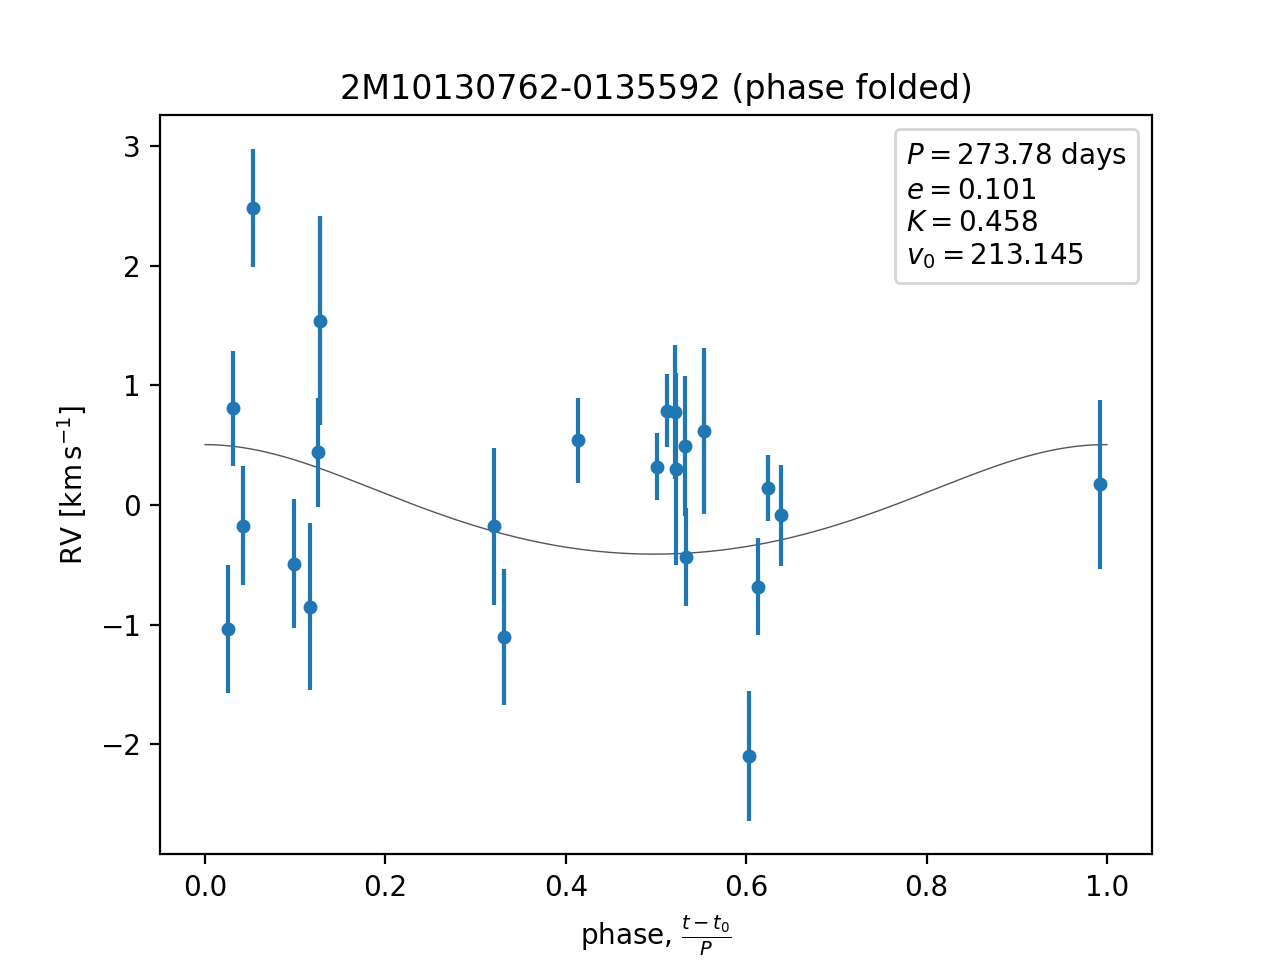 2M10130762-0135592 (phase folded)
P = 273.78 days
e = 0.101
K = 0.458
v₀ = 213.145
3
2
1
0
−1
−2
RV [km s⁻¹]
0.0 0.2 0.4 0.6 0.8 1.0
phase, (t − t₀)/P